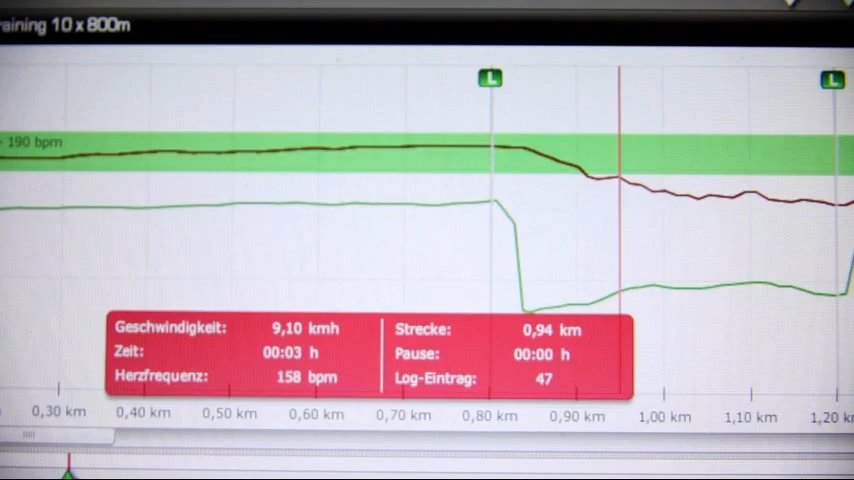 raining 10 x 800m
L
L
- 190 bpm
Geschwindigkeit: 9,10 kmh
Strecke: 0,94 km
Zeit: 00:03 h
Pause: 00:00 h
Herzfrequenz: 158 bpm
Log-Eintrag: 47
0,30 km 0,40 km 0,50 km 0,60 km 0,70 km 0,80 km 0,90 km 1,00 km 1,10 km 1,20 k